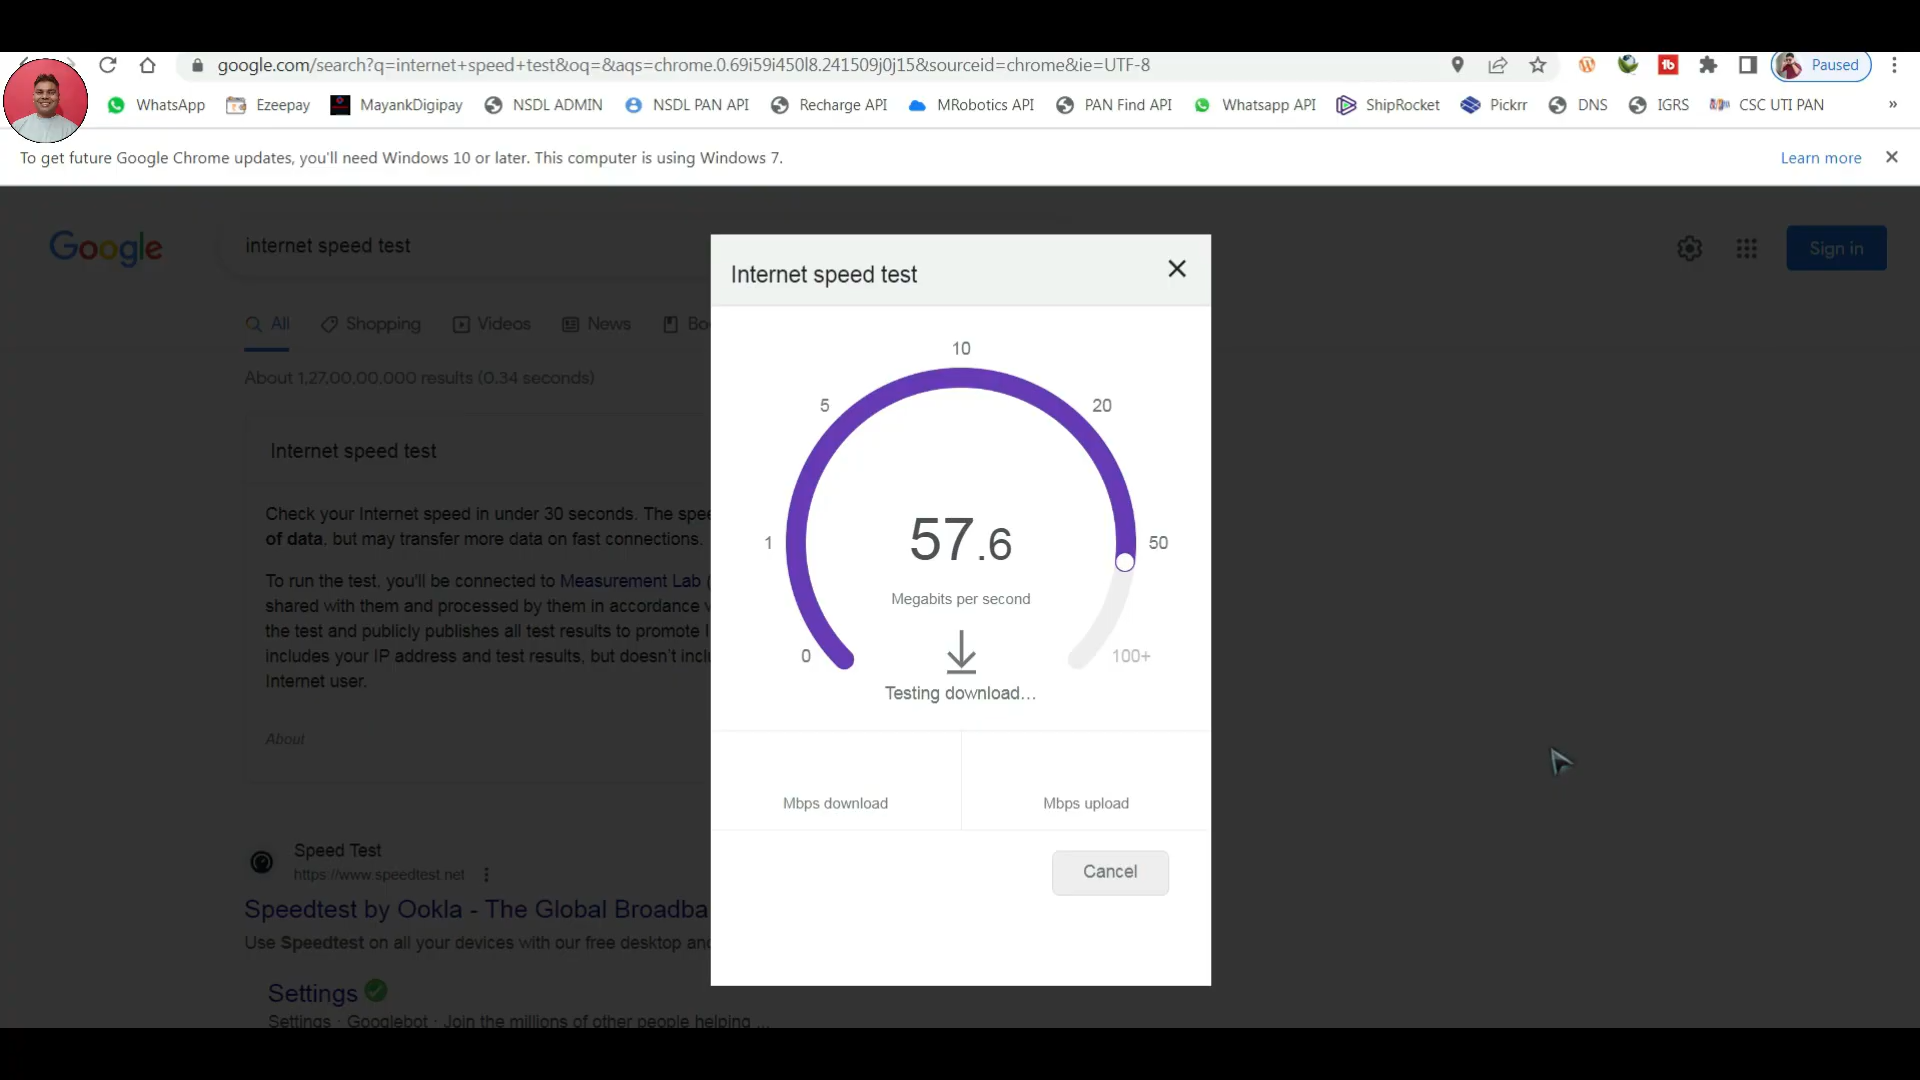 google.com/search?q=internet+speed+test&oq=&aqs=chrome.0.69i59i450l8.241509j0j15&sourceid=chrome&ie=UTF-8
Paused
WhatsApp Ezeepay MayankDigipay NSDL ADMIN NSDL PAN API Recharge API MRobotics API PAN Find API Whatsapp API ShipRocket Pickrr DNS IGRS CSC UTI PAN »
To get future Google Chrome updates, you'll need Windows 10 or later. This computer is using Windows 7.
Learn more
Google
internet speed test
Sign in
All Shopping Videos News Bo
About 1,27,00,00,000 results (0.34 seconds)
Internet speed test
Check your Internet speed in under 30 seconds. The spee
of data, but may transfer more data on fast connections.
To run the test, you'll be connected to Measurement Lab (
shared with them and processed by them in accordance
the test and publicly publishes all test results to promote I
includes your IP address and test results, but doesn't incl
Internet user.
About
Speed Test
https://www.speedtest.net
Speedtest by Ookla - The Global Broadba
Use Speedtest on all your devices with our free desktop and
Settings
Settings · Googlebot · Join the millions of other people helping ...
Internet speed test
10
5
20
1
50
57.6
Megabits per second
0
100+
Testing download...
Mbps download
Mbps upload
Cancel